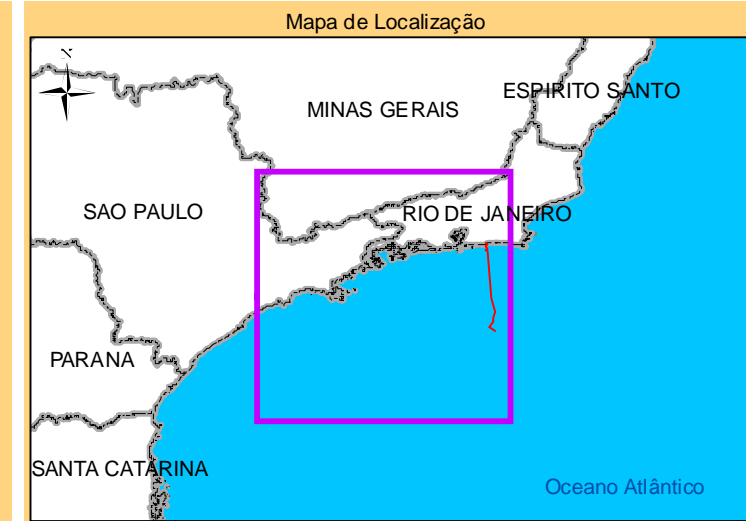 Mapa de Localização
N
ESPIRITO SANTO
MINAS GERAIS
SAO PAULO
RIO DE JANEIRO
PARANA
SANTA CATARINA
Oceano Atlântico